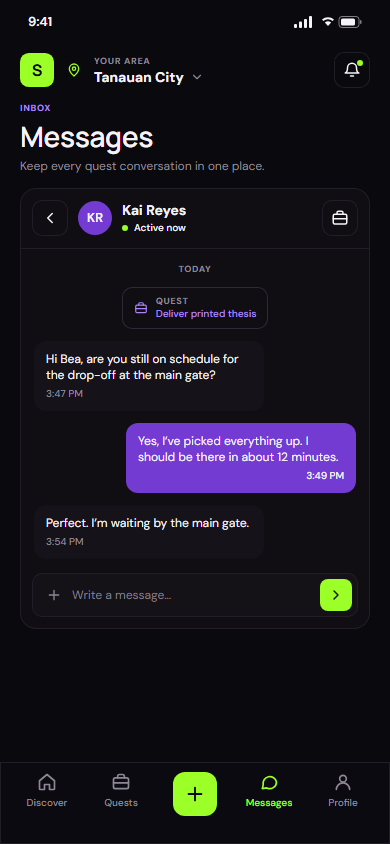 9:41
S
YOUR AREA
Tanauan City
INBOX
Messages
Keep every quest conversation in one place.
KR
Kai Reyes
Active now
TODAY
QUEST
Deliver printed thesis
Hi Bea, are you still on schedule for
the drop-off at the main gate?
3:47 PM
Yes, I’ve picked everything up. I
should be there in about 12 minutes.
3:49 PM
Perfect. I’m waiting by the main gate.
3:54 PM
Write a message...
Discover
Quests
Messages
Profile